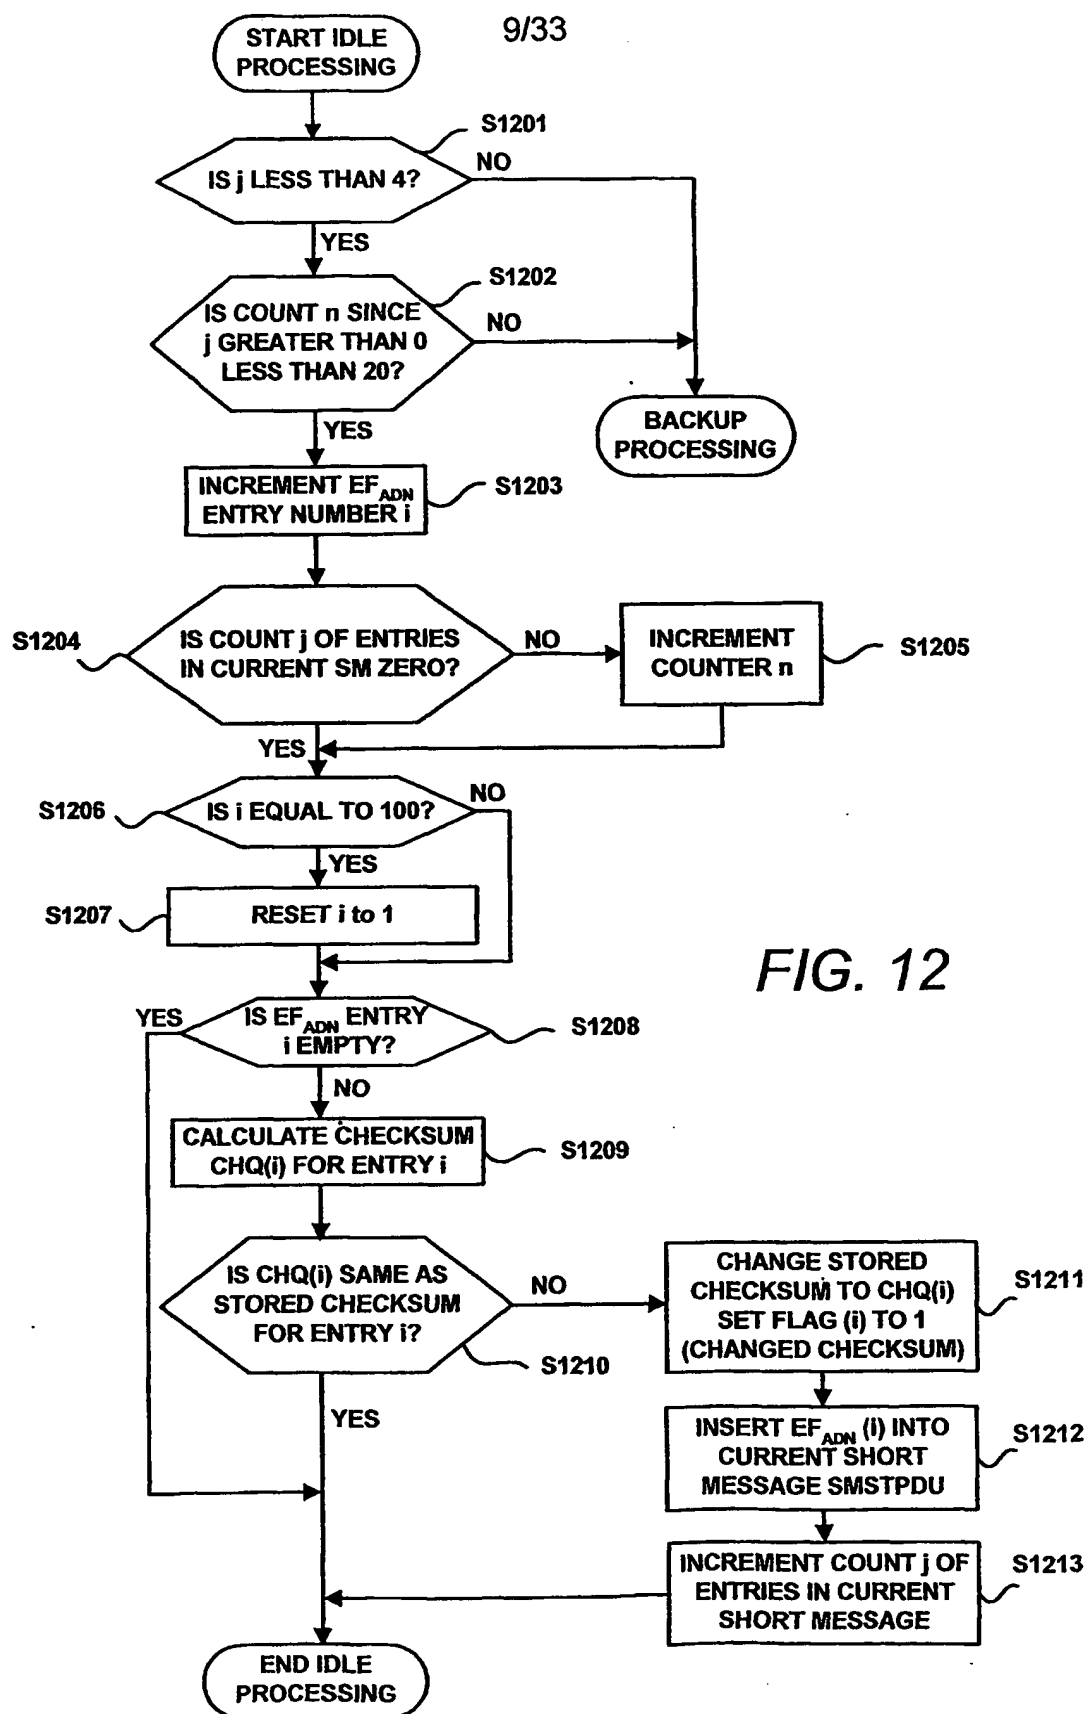 9/33
START IDLE
PROCESSING
S1201
IS j LESS THAN 4?
NO
YES
S1202
IS COUNT n SINCE
j GREATER THAN 0
LESS THAN 20?
NO
YES
BACKUP
PROCESSING
INCREMENT EF_ADN
ENTRY NUMBER i
S1203
S1204
IS COUNT j OF ENTRIES
IN CURRENT SM ZERO?
NO
INCREMENT
COUNTER n
S1205
YES
S1206
IS i EQUAL TO 100?
NO
YES
S1207
RESET i to 1
FIG. 12
YES
IS EF_ADN ENTRY
i EMPTY?
S1208
NO
CALCULATE CHECKSUM
CHQ(i) FOR ENTRY i
S1209
IS CHQ(i) SAME AS
STORED CHECKSUM
FOR ENTRY i?
NO
S1210
YES
CHANGE STORED
CHECKSUM TO CHQ(i)
SET FLAG (i) TO 1
(CHANGED CHECKSUM)
S1211
INSERT EF_ADN (i) INTO
CURRENT SHORT
MESSAGE SMSTPDU
S1212
INCREMENT COUNT j OF
ENTRIES IN CURRENT
SHORT MESSAGE
S1213
END IDLE
PROCESSING